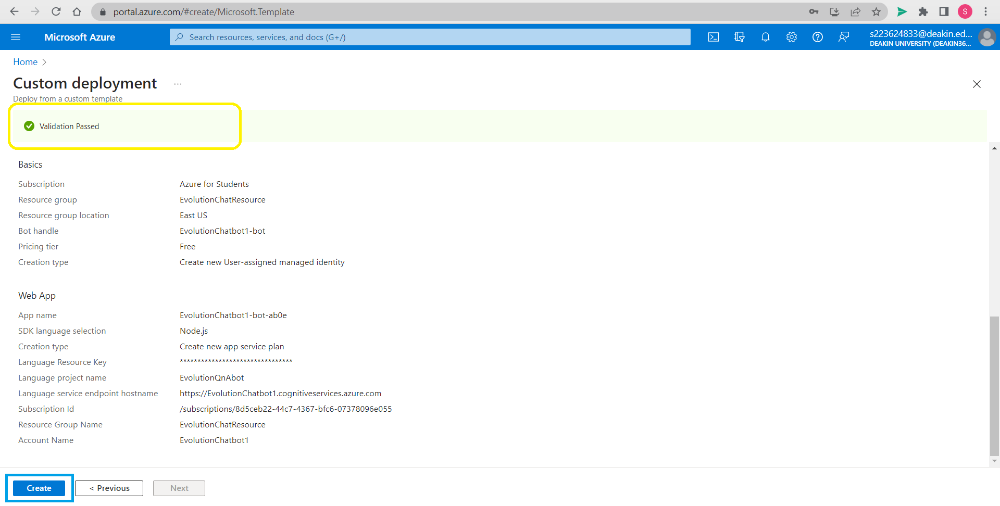 portal.azure.com/#create/Microsoft.Template
S
Microsoft Azure
Search resources, services, and docs (G+/)
s223624833@deakin.ed...
DEAKIN UNIVERSITY (DEAKIN36...
Home
Custom deployment ...
Deploy from a custom template
Validation Passed
Basics
Subscription Azure for Students
Resource group EvolutionChatResource
Resource group location East US
Bot handle EvolutionChatbot1-bot
Pricing tier Free
Creation type Create new User-assigned managed identity
Web App
App name EvolutionChatbot1-bot-ab0e
SDK language selection Node.js
Creation type Create new app service plan
Language Resource Key ********************************
Language project name EvolutionQnAbot
Language service endpoint hostname https://EvolutionChatbot1.cognitiveservices.azure.com
Subscription Id /subscriptions/8d5ceb22-44c7-4367-bfc6-07378096e055
Resource Group Name EvolutionChatResource
Account Name EvolutionChatbot1
Create < Previous Next